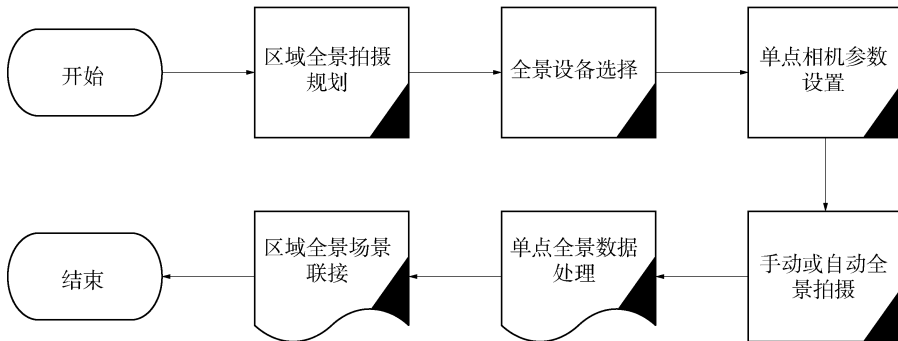 开始
区域全景拍摄
规划
全景设备选择
单点相机参数
设置
手动或自动全
景拍摄
单点全景数据
处理
区域全景场景
联接
结束